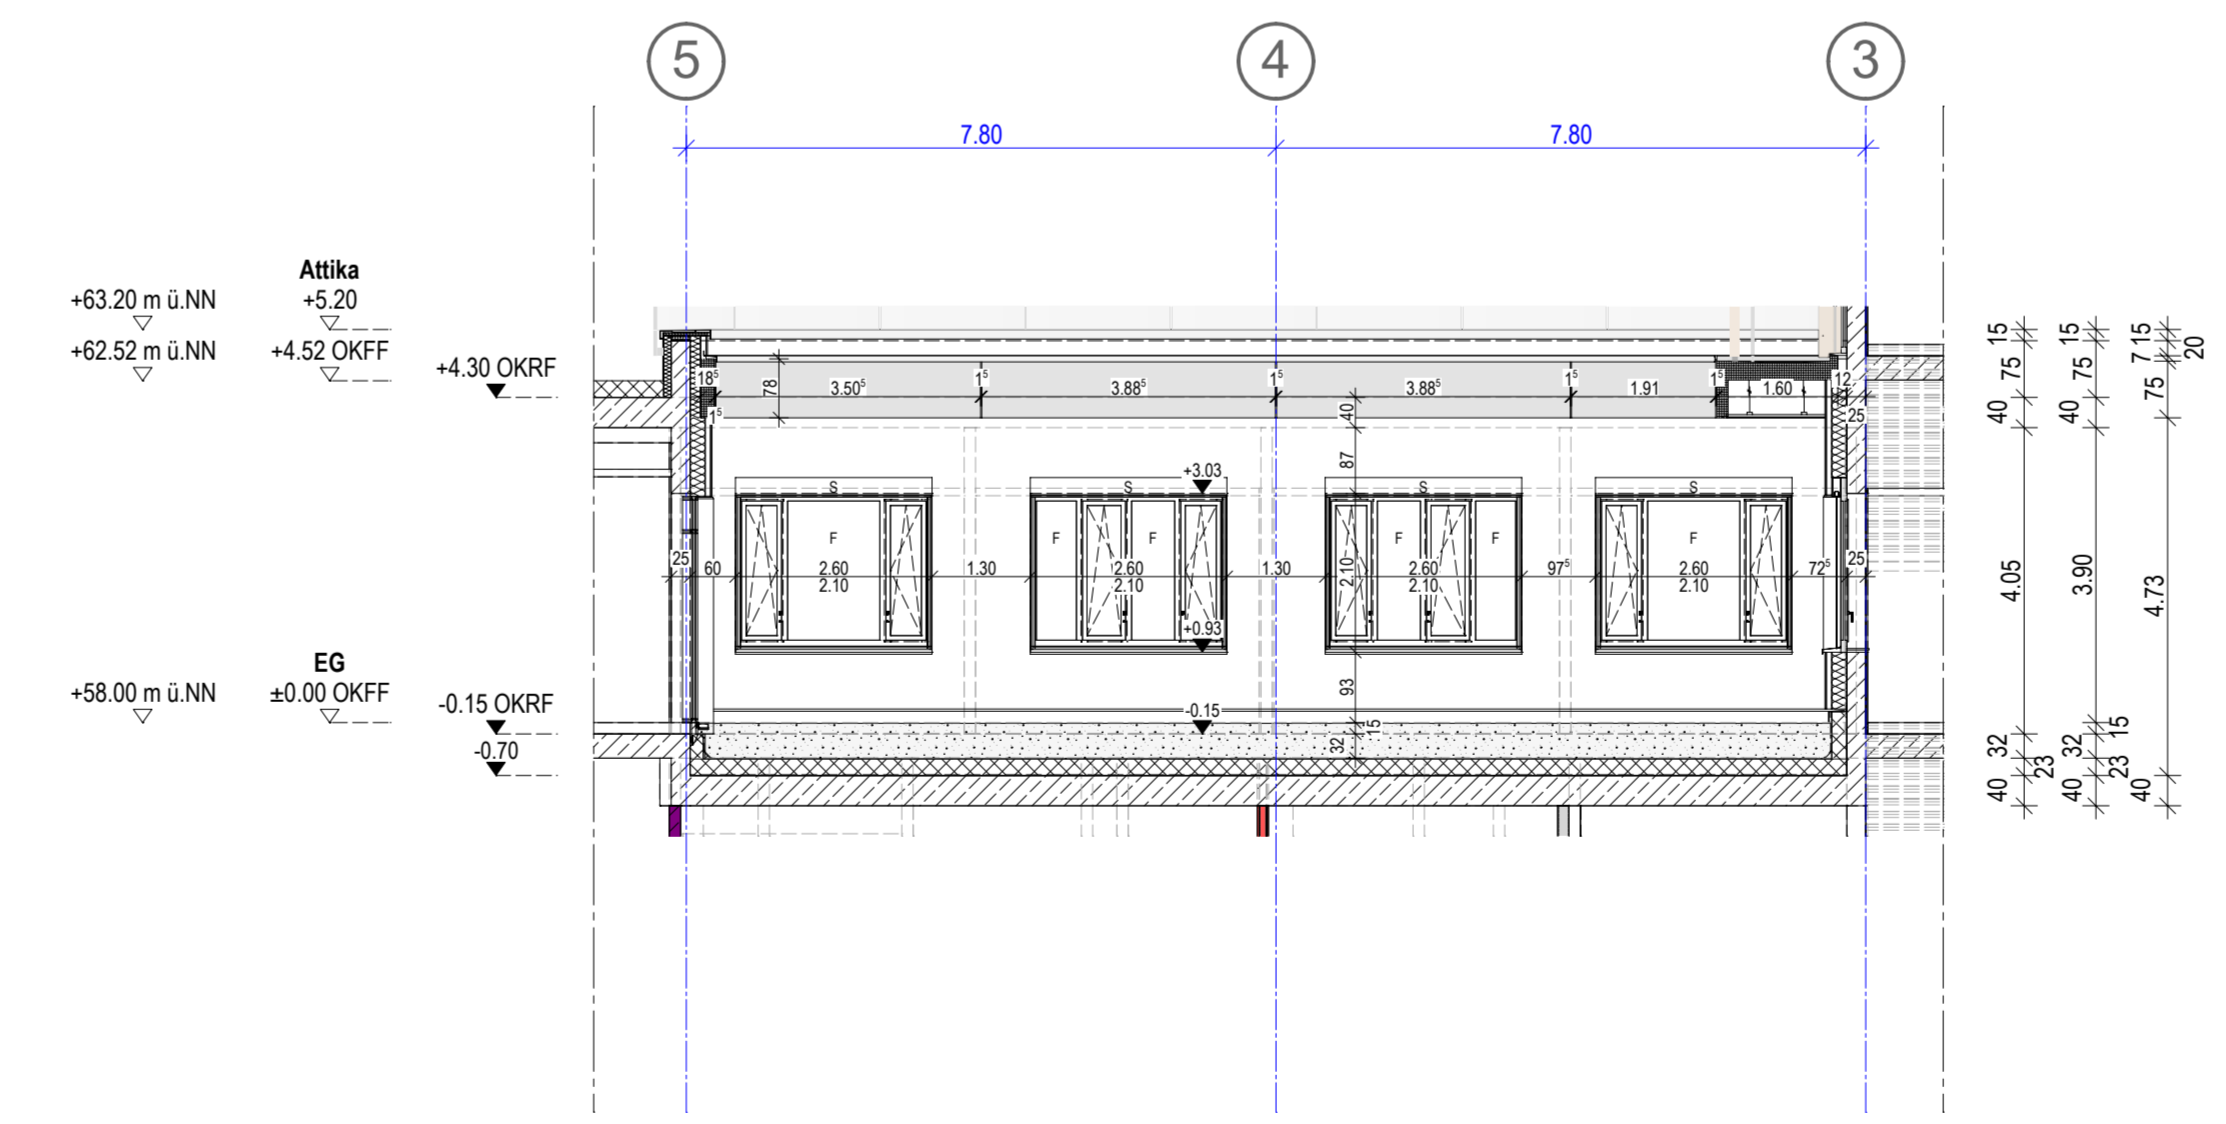 5 4 3
7.80 7.80
Attika
+63.20 m ü.NN +5.20
+62.52 m ü.NN +4.52 OKFF
+4.30 OKRF
18⁵ 78 3.50⁵ 1⁵ 3.88⁵ 1⁵ 3.88⁵ 1⁵ 1.91 1⁵ 1.60 12
1⁵ 40 25
87
+3.03
S S S S
F F F F F F
25 60 2.60 1.30 2.60 1.30 2.60 97⁵ 2.60 72⁵ 25
2.10 2.10 2.10 2.10 2.10
+0.93
93
EG
+58.00 m ü.NN ±0.00 OKFF
-0.15 OKRF
-0.15
15
32
-0.70
15 15 15
7 20
75 75 75
40 40
4.05 3.90 4.73
15
32 32
23 23
40 40 40